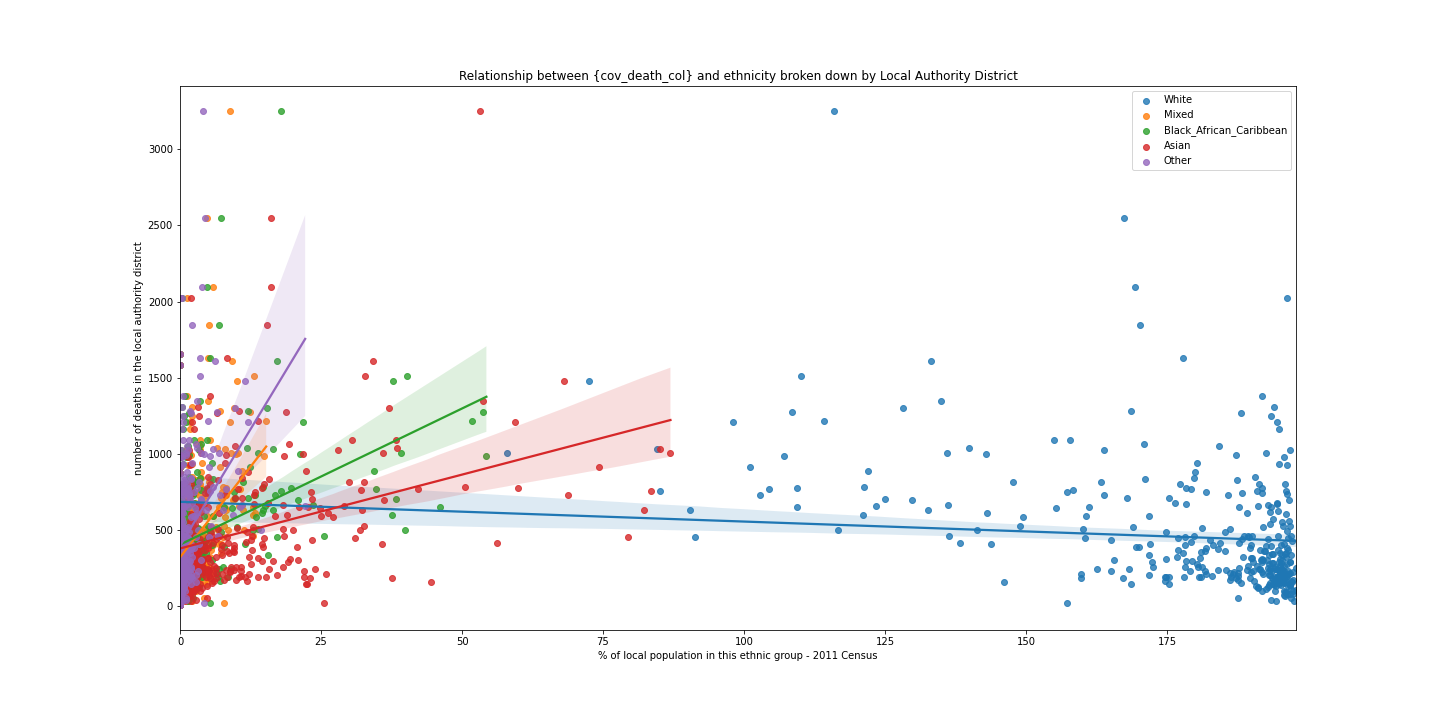 Relationship between {cov_death_col} and ethnicity broken down by Local Authority District
White
Mixed
Black_African_Caribbean
Asian
Other
number of deaths in the local authority district
3000
2500
2000
1500
1000
500
0
0 25 50 75 100 125 150 175
% of local population in this ethnic group - 2011 Census